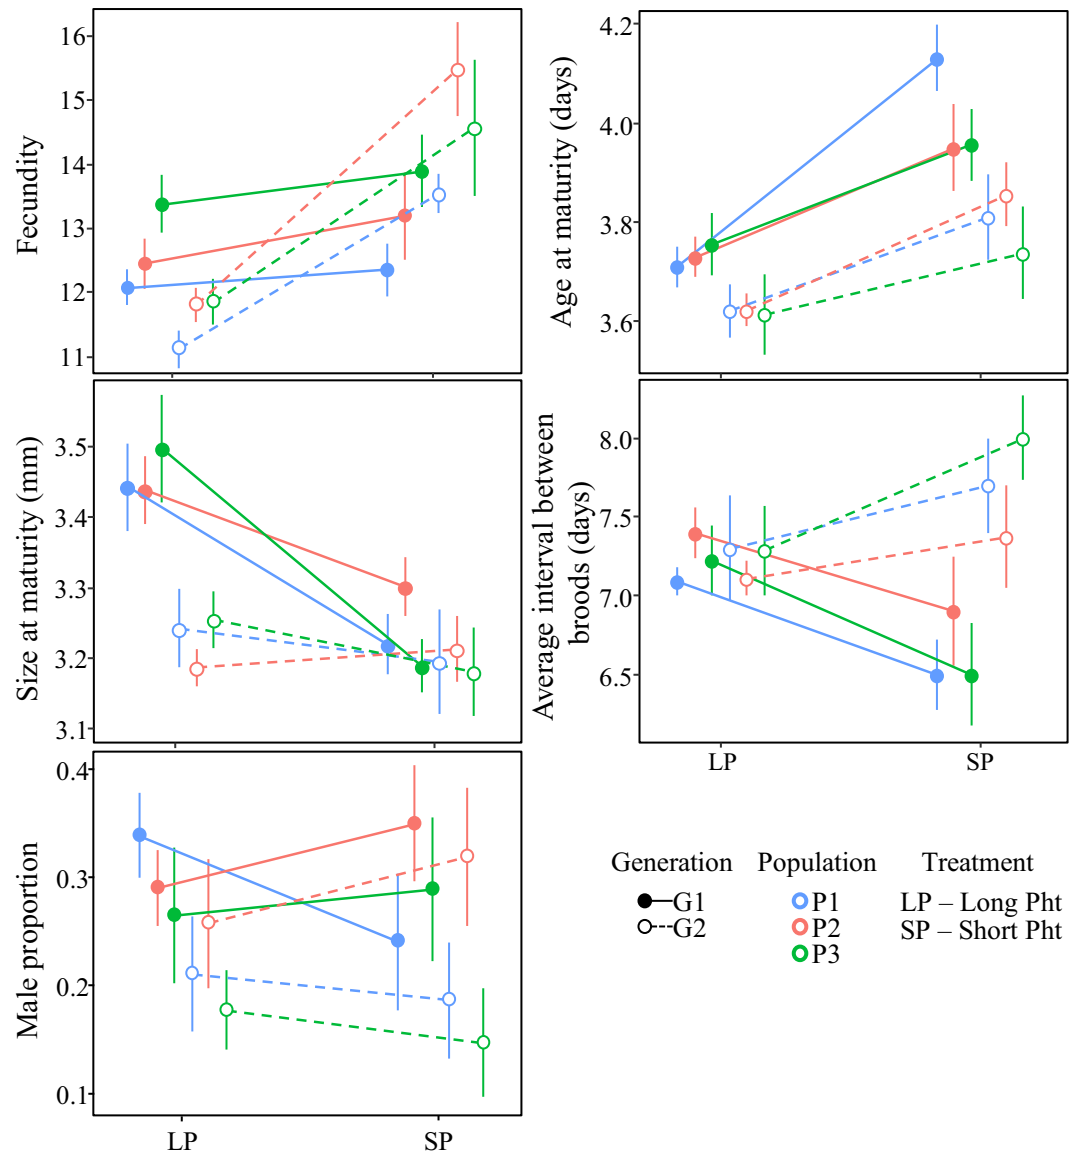 Fecundity
16
15
14
13
12
11
Age at maturity (days)
4.2
4.0
3.8
3.6
Size at maturity (mm)
3.5
3.4
3.3
3.2
3.1
Average interval between
broods (days)
8.0
7.5
7.0
6.5
LP SP
Male proportion
0.4
0.3
0.2
0.1
LP SP
Generation Population Treatment
G1 P1 LP – Long Pht
G2 P2 SP – Short Pht
P3